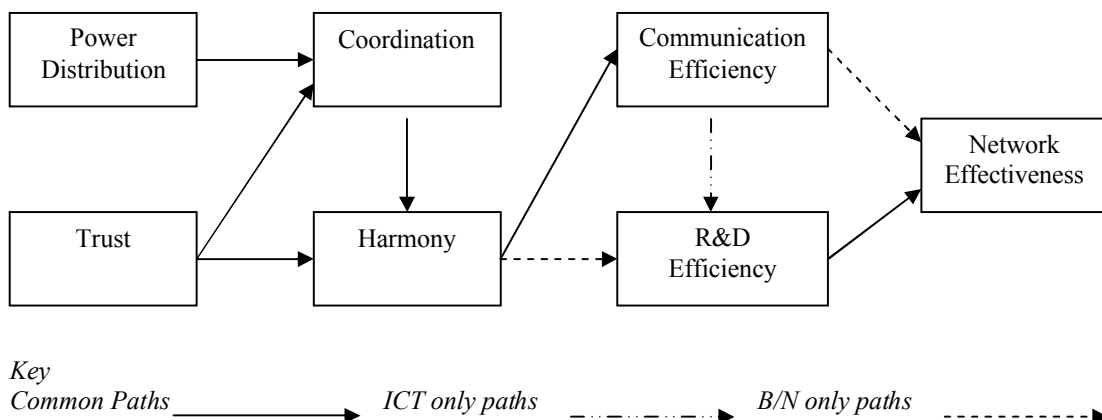 Power
Distribution
Coordination
Communication
Efficiency
Network
Effectiveness
Trust
Harmony
R&D
Efficiency
Key
Common Paths
ICT only paths
B/N only paths